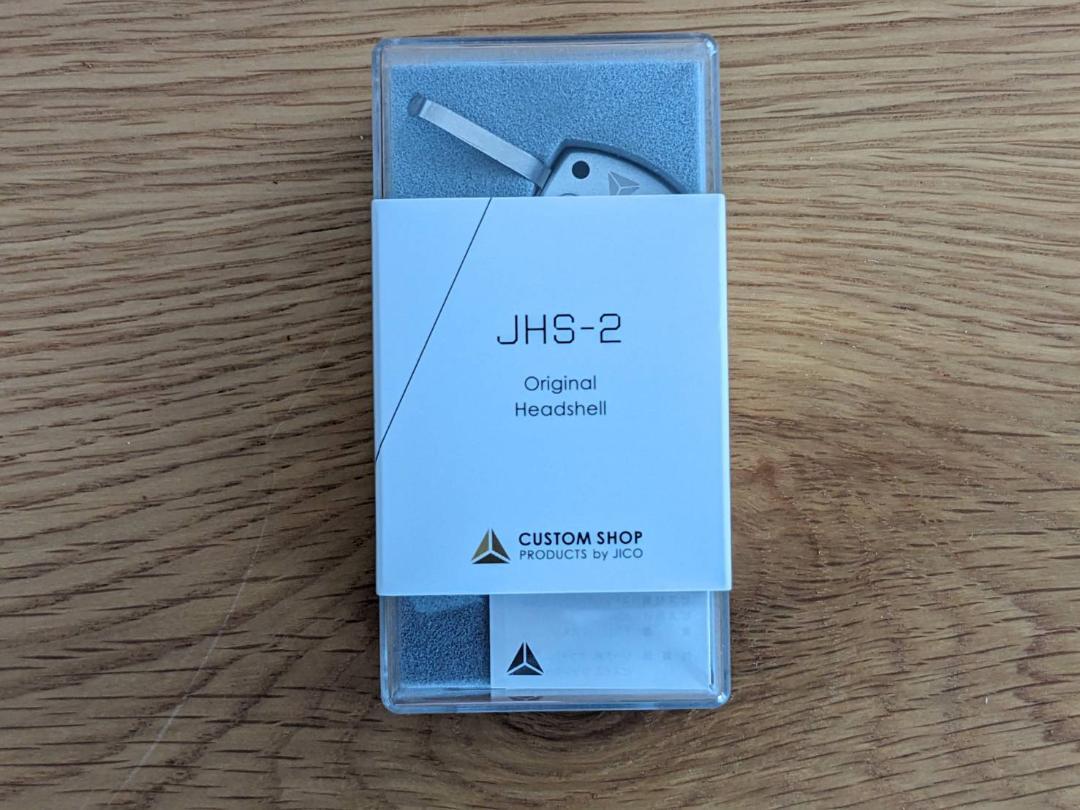 JHS-2
Original
Headshell
CUSTOM SHOP
PRODUCTS by JICO